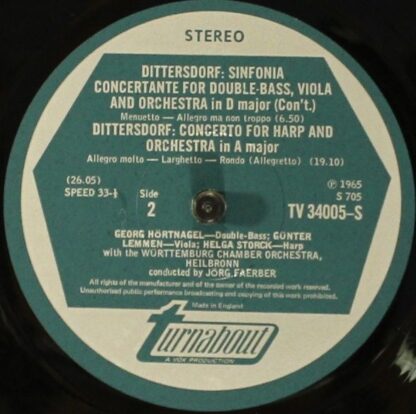 STEREO
DITTERSDORF: SINFONIA
CONCERTANTE FOR DOUBLE-BASS, VIOLA
AND ORCHESTRA in D major (Con't.)
Menuetto — Allegro ma non troppo (6.50)
DITTERSDORF: CONCERTO FOR HARP AND
ORCHESTRA in A major
Allegro molto — Larghetto — Rondo (Allegretto) (19.10)
(26.05)
SPEED 33-⅓
Side
2
℗ 1965
S 705
TV 34005-S
GEORG HÖRTNAGEL—Double-Bass; GÜNTER
LEMMEN—Viola; HELGA STORCK—Harp
with the WÜRTTEMBURG CHAMBER ORCHESTRA,
HEILBRONN
conducted by JÖRG FAERBER
All rights of the manufacturer and of the owner of the recorded work reserved.
Unauthorised public performance broadcasting and copying of this work prohibited.
Made in England
turnabout
A VOX PRODUCTION